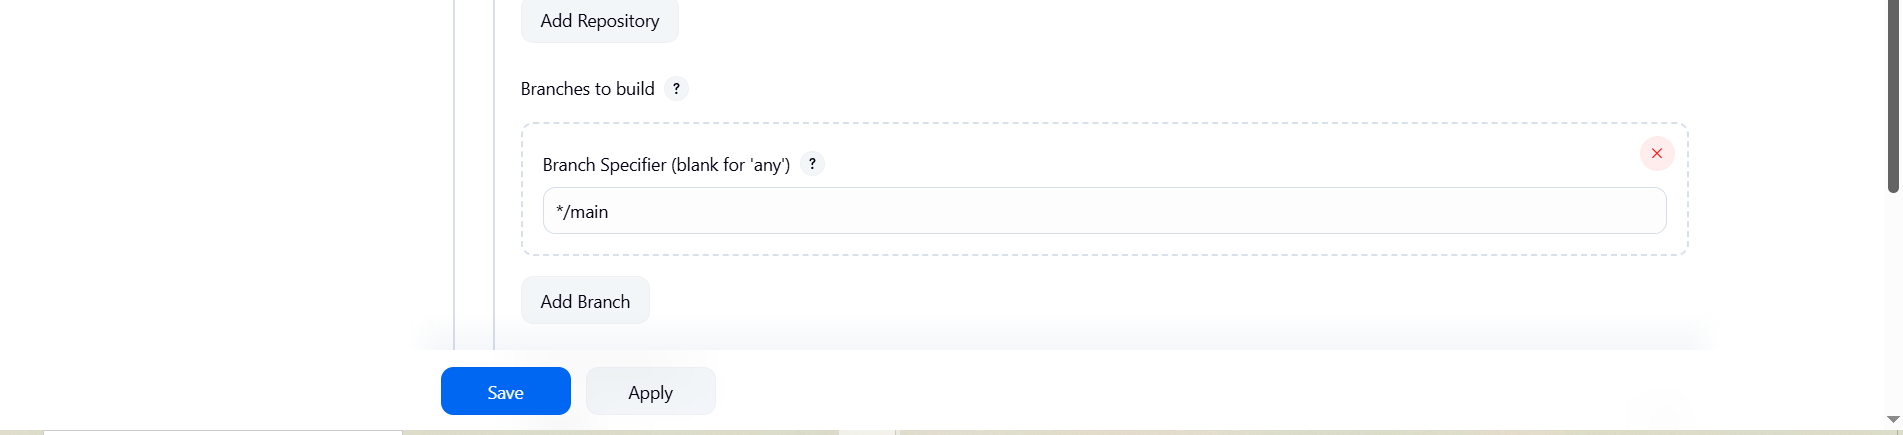 Add Repository
Branches to build ?
Branch Specifier (blank for 'any') ?
*/main
Add Branch
Save Apply